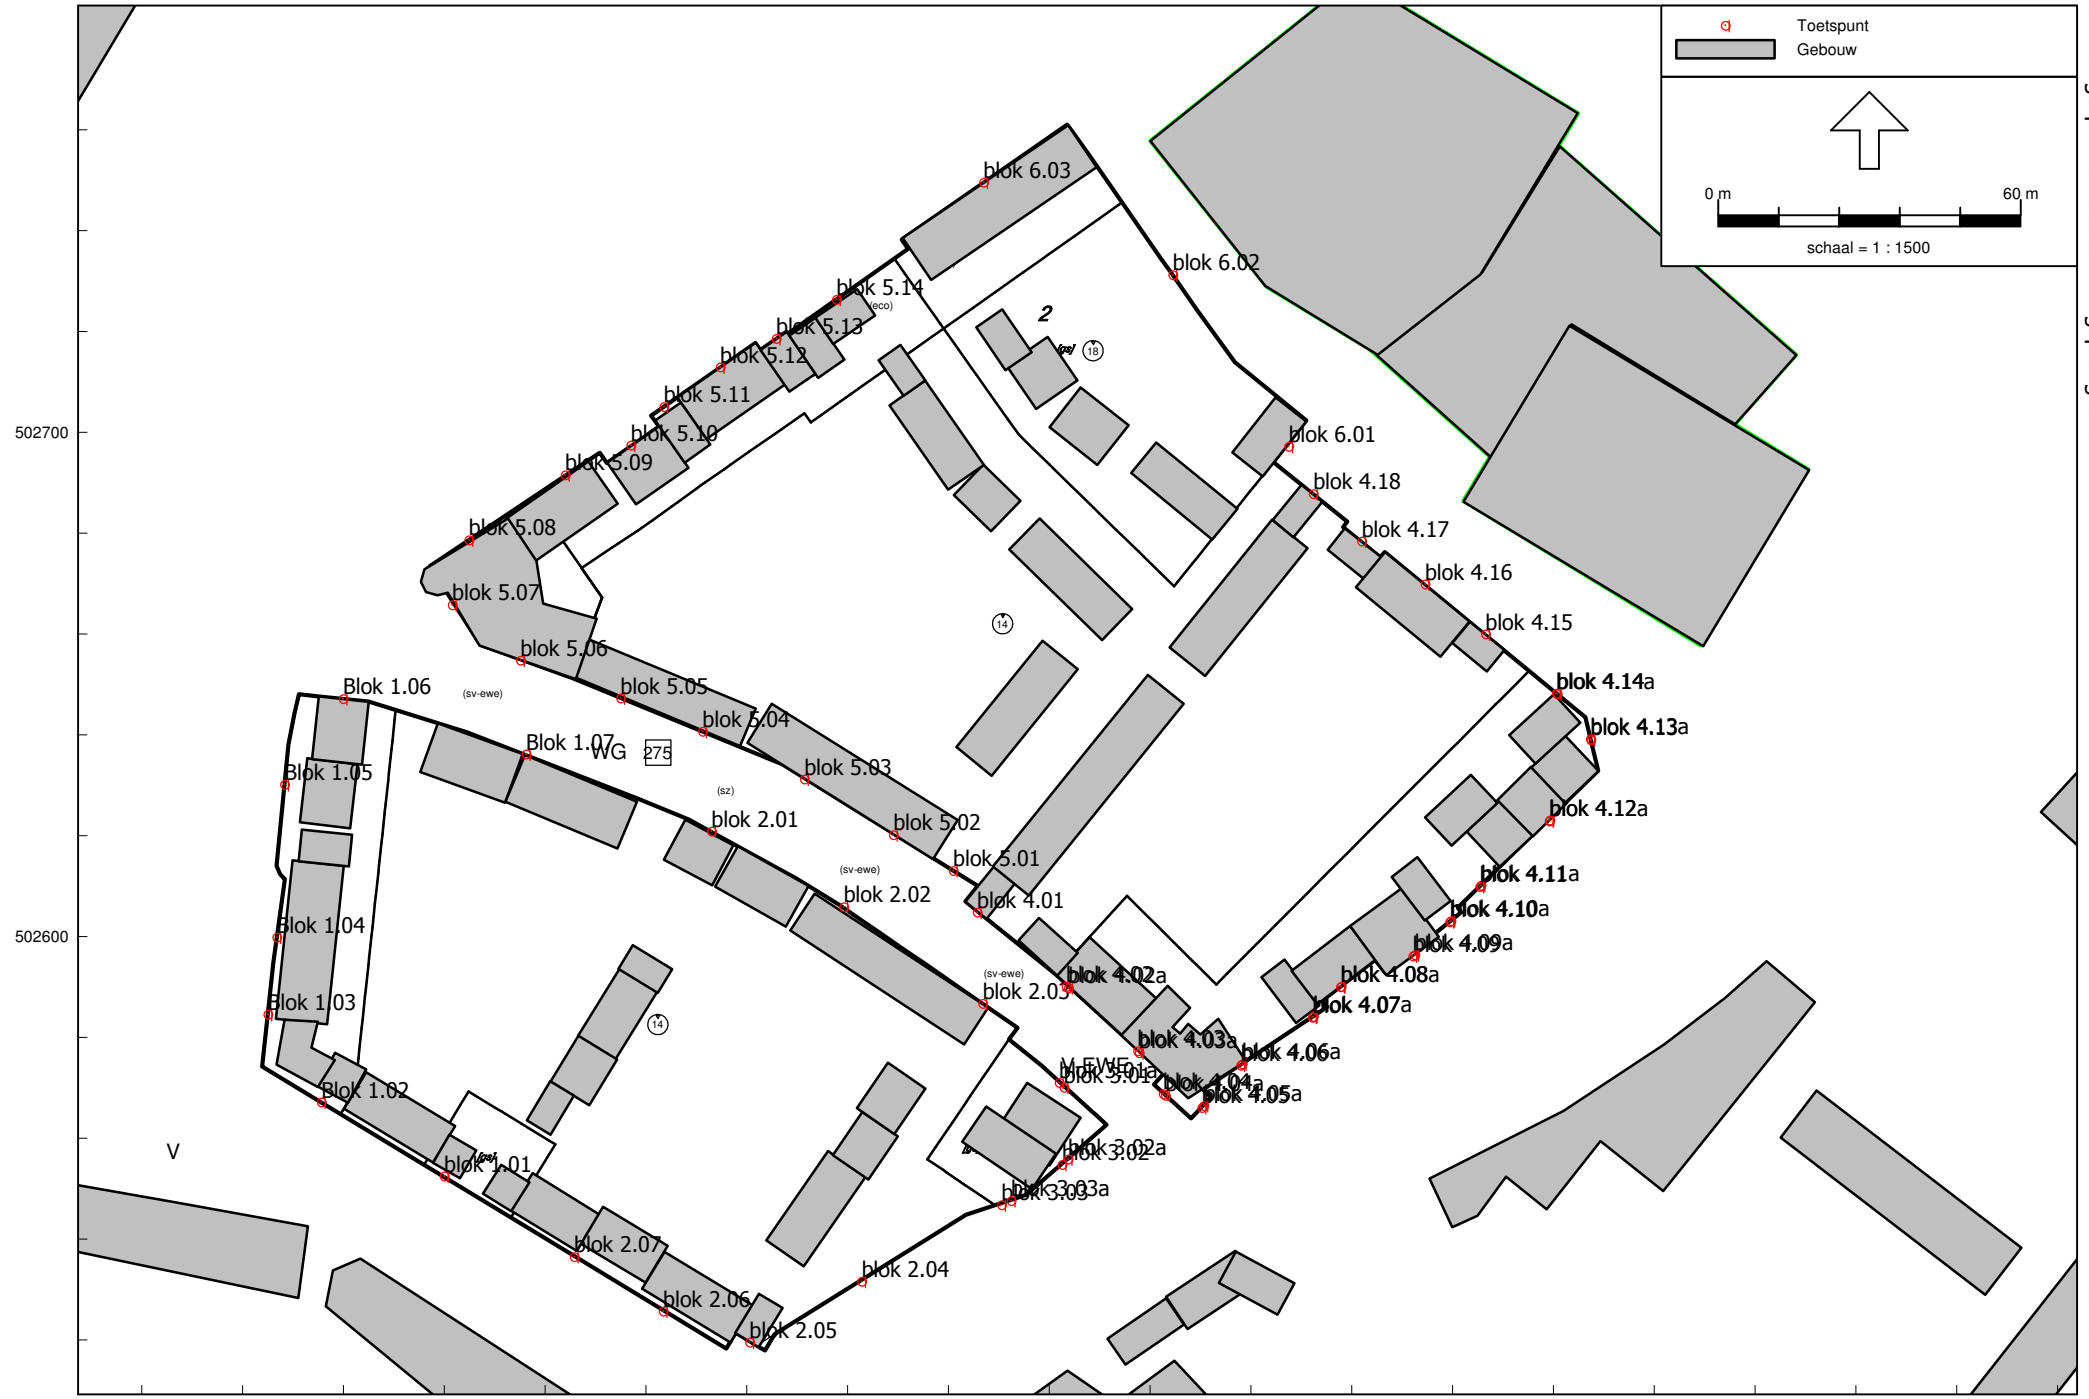 Toetspunt
Gebouw
0 m 60 m
schaal = 1 : 1500
blok 6.03
blok 6.02
blok 5.14
(eco)
2
blok 5.13
[gs] 18
blok 5.12
blok 5.11
502700
blok 5.10
blok 6.01
blok 5.09
blok 4.18
blok 5.08
blok 4.17
blok 4.16
blok 5.07
14
blok 4.15
blok 5.06
Blok 1.06
(sv-ewe)
blok 5.05
blok 4.14a
blok 5.04
blok 4.13a
Blok 1.07
WG 275
Blok 1.05
blok 5.03
(sz)
blok 2.01
blok 5.02
blok 4.12a
blok 5.01
(sv-ewe)
blok 4.11a
blok 2.02
blok 4.01
blok 4.10a
Blok 1.04
502600
blok 4.09a
blok 4.02a
(sv-ewe)
blok 4.08a
blok 2.03
Blok 1.03
blok 4.07a
14
blok 4.03a
blok 4.06a
V-EWE
blok 3.01a
blok 3.01
blok 4.04
blok 4.04a
blok 4.05a
Blok 1.02
V
blok 3.02a
blok 3.02
[gs]
blok 1.01
blok 3.03a
blok 3.03
blok 2.07
blok 2.04
blok 2.06
blok 2.05